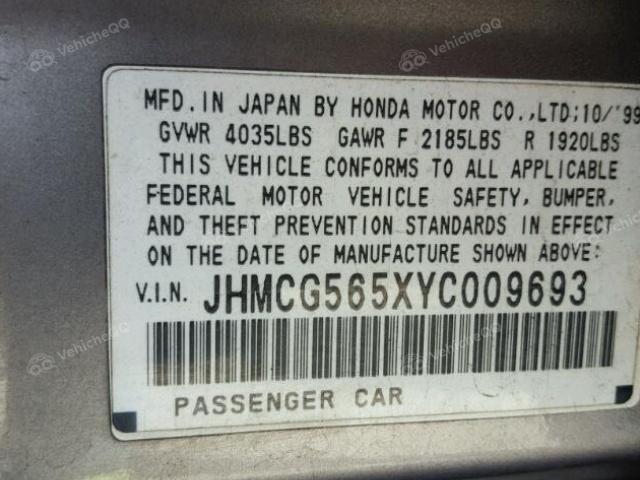 MFD. IN JAPAN BY HONDA MOTOR CO.,LTD;10/'99
GVWR 4035LBS GAWR F 2185LBS R 1920LBS
THIS VEHICLE CONFORMS TO ALL APPLICABLE
FEDERAL MOTOR VEHICLE SAFETY, BUMPER,
AND THEFT PREVENTION STANDARDS IN EFFECT
ON THE DATE OF MANUFACTURE SHOWN ABOVE:
V.I.N. JHMCG565XYC009693
PASSENGER CAR
VehicleQQ